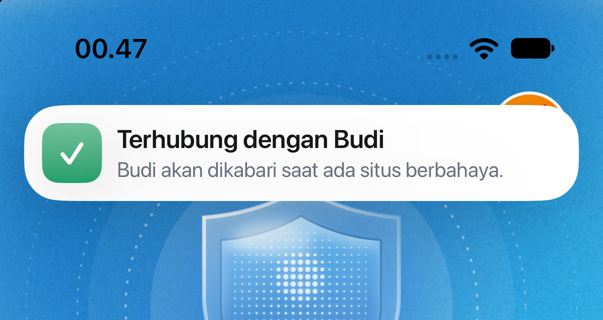 00.47
Terhubung dengan Budi
Budi akan dikabari saat ada situs berbahaya.